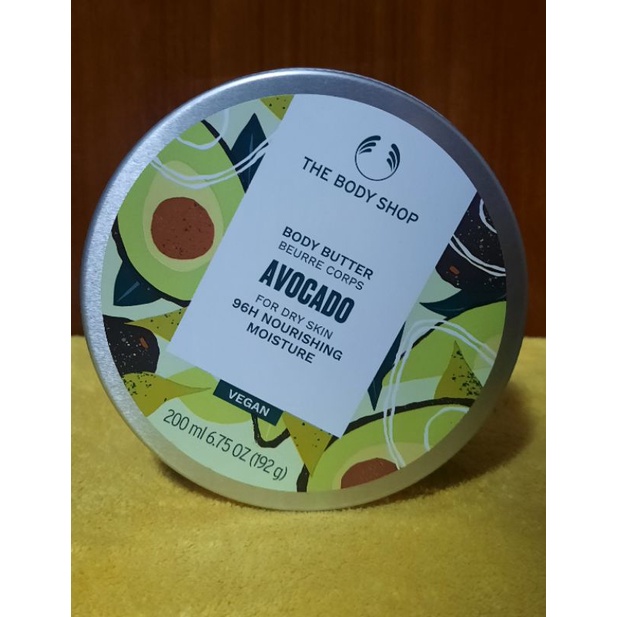 THE BODY SHOP
BODY BUTTER
BEURRE CORPS
AVOCADO
FOR DRY SKIN
96H NOURISHING
MOISTURE
VEGAN
200 ml 6.75 OZ (192 g)